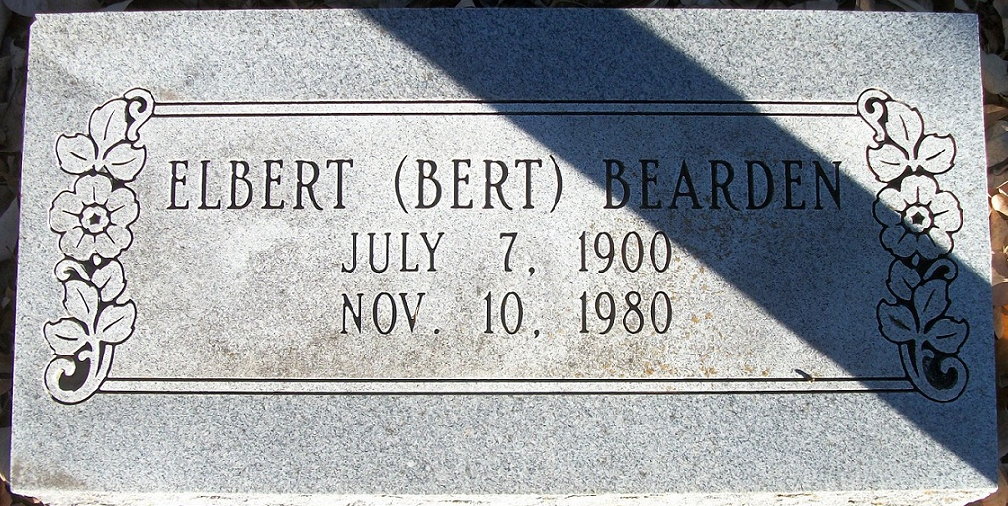 ELBERT (BERT) BEARDEN
JULY 7, 1900
NOV. 10, 1980